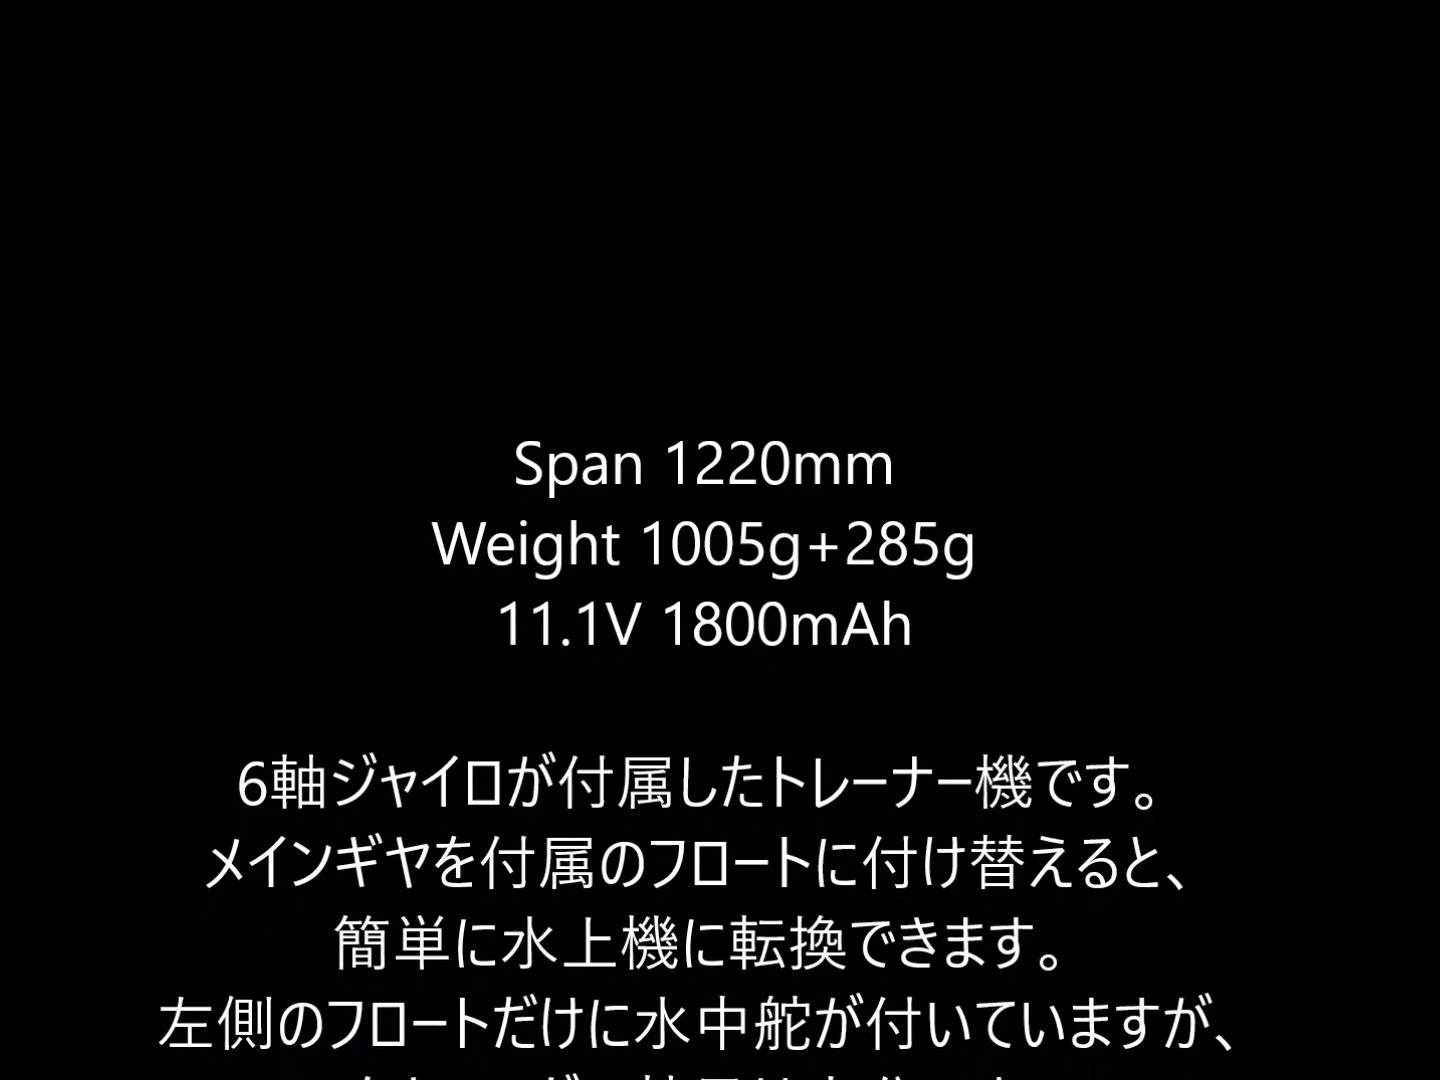 Span 1220mm
Weight 1005g+285g
11.1V 1800mAh
6軸ジャイロが付属したトレーナー機です。
メインギヤを付属のフロートに付け替えると、
簡単に水上機に転換できます。
左側のフロートだけに水中舵が付いていますが、